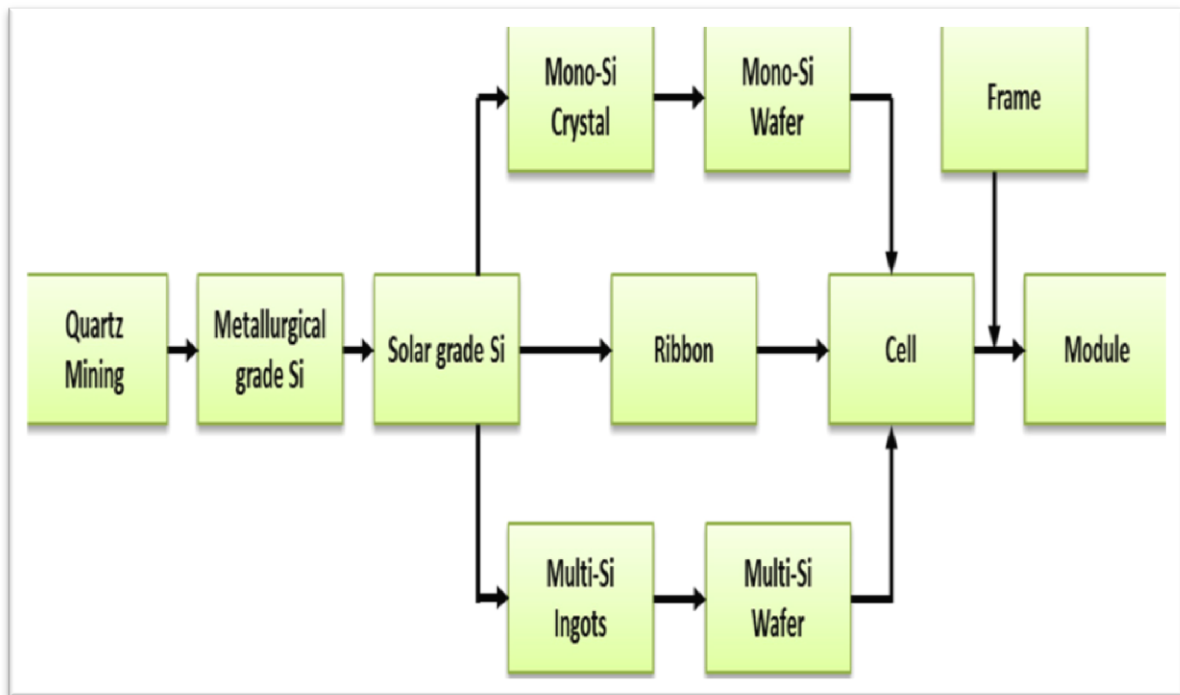 Mono-Si
Crystal
Mono-Si
Wafer
Frame
Quartz
Mining
Metallurgical
grade Si
Solar grade Si
Ribbon
Cell
Module
Multi-Si
Ingots
Multi-Si
Wafer